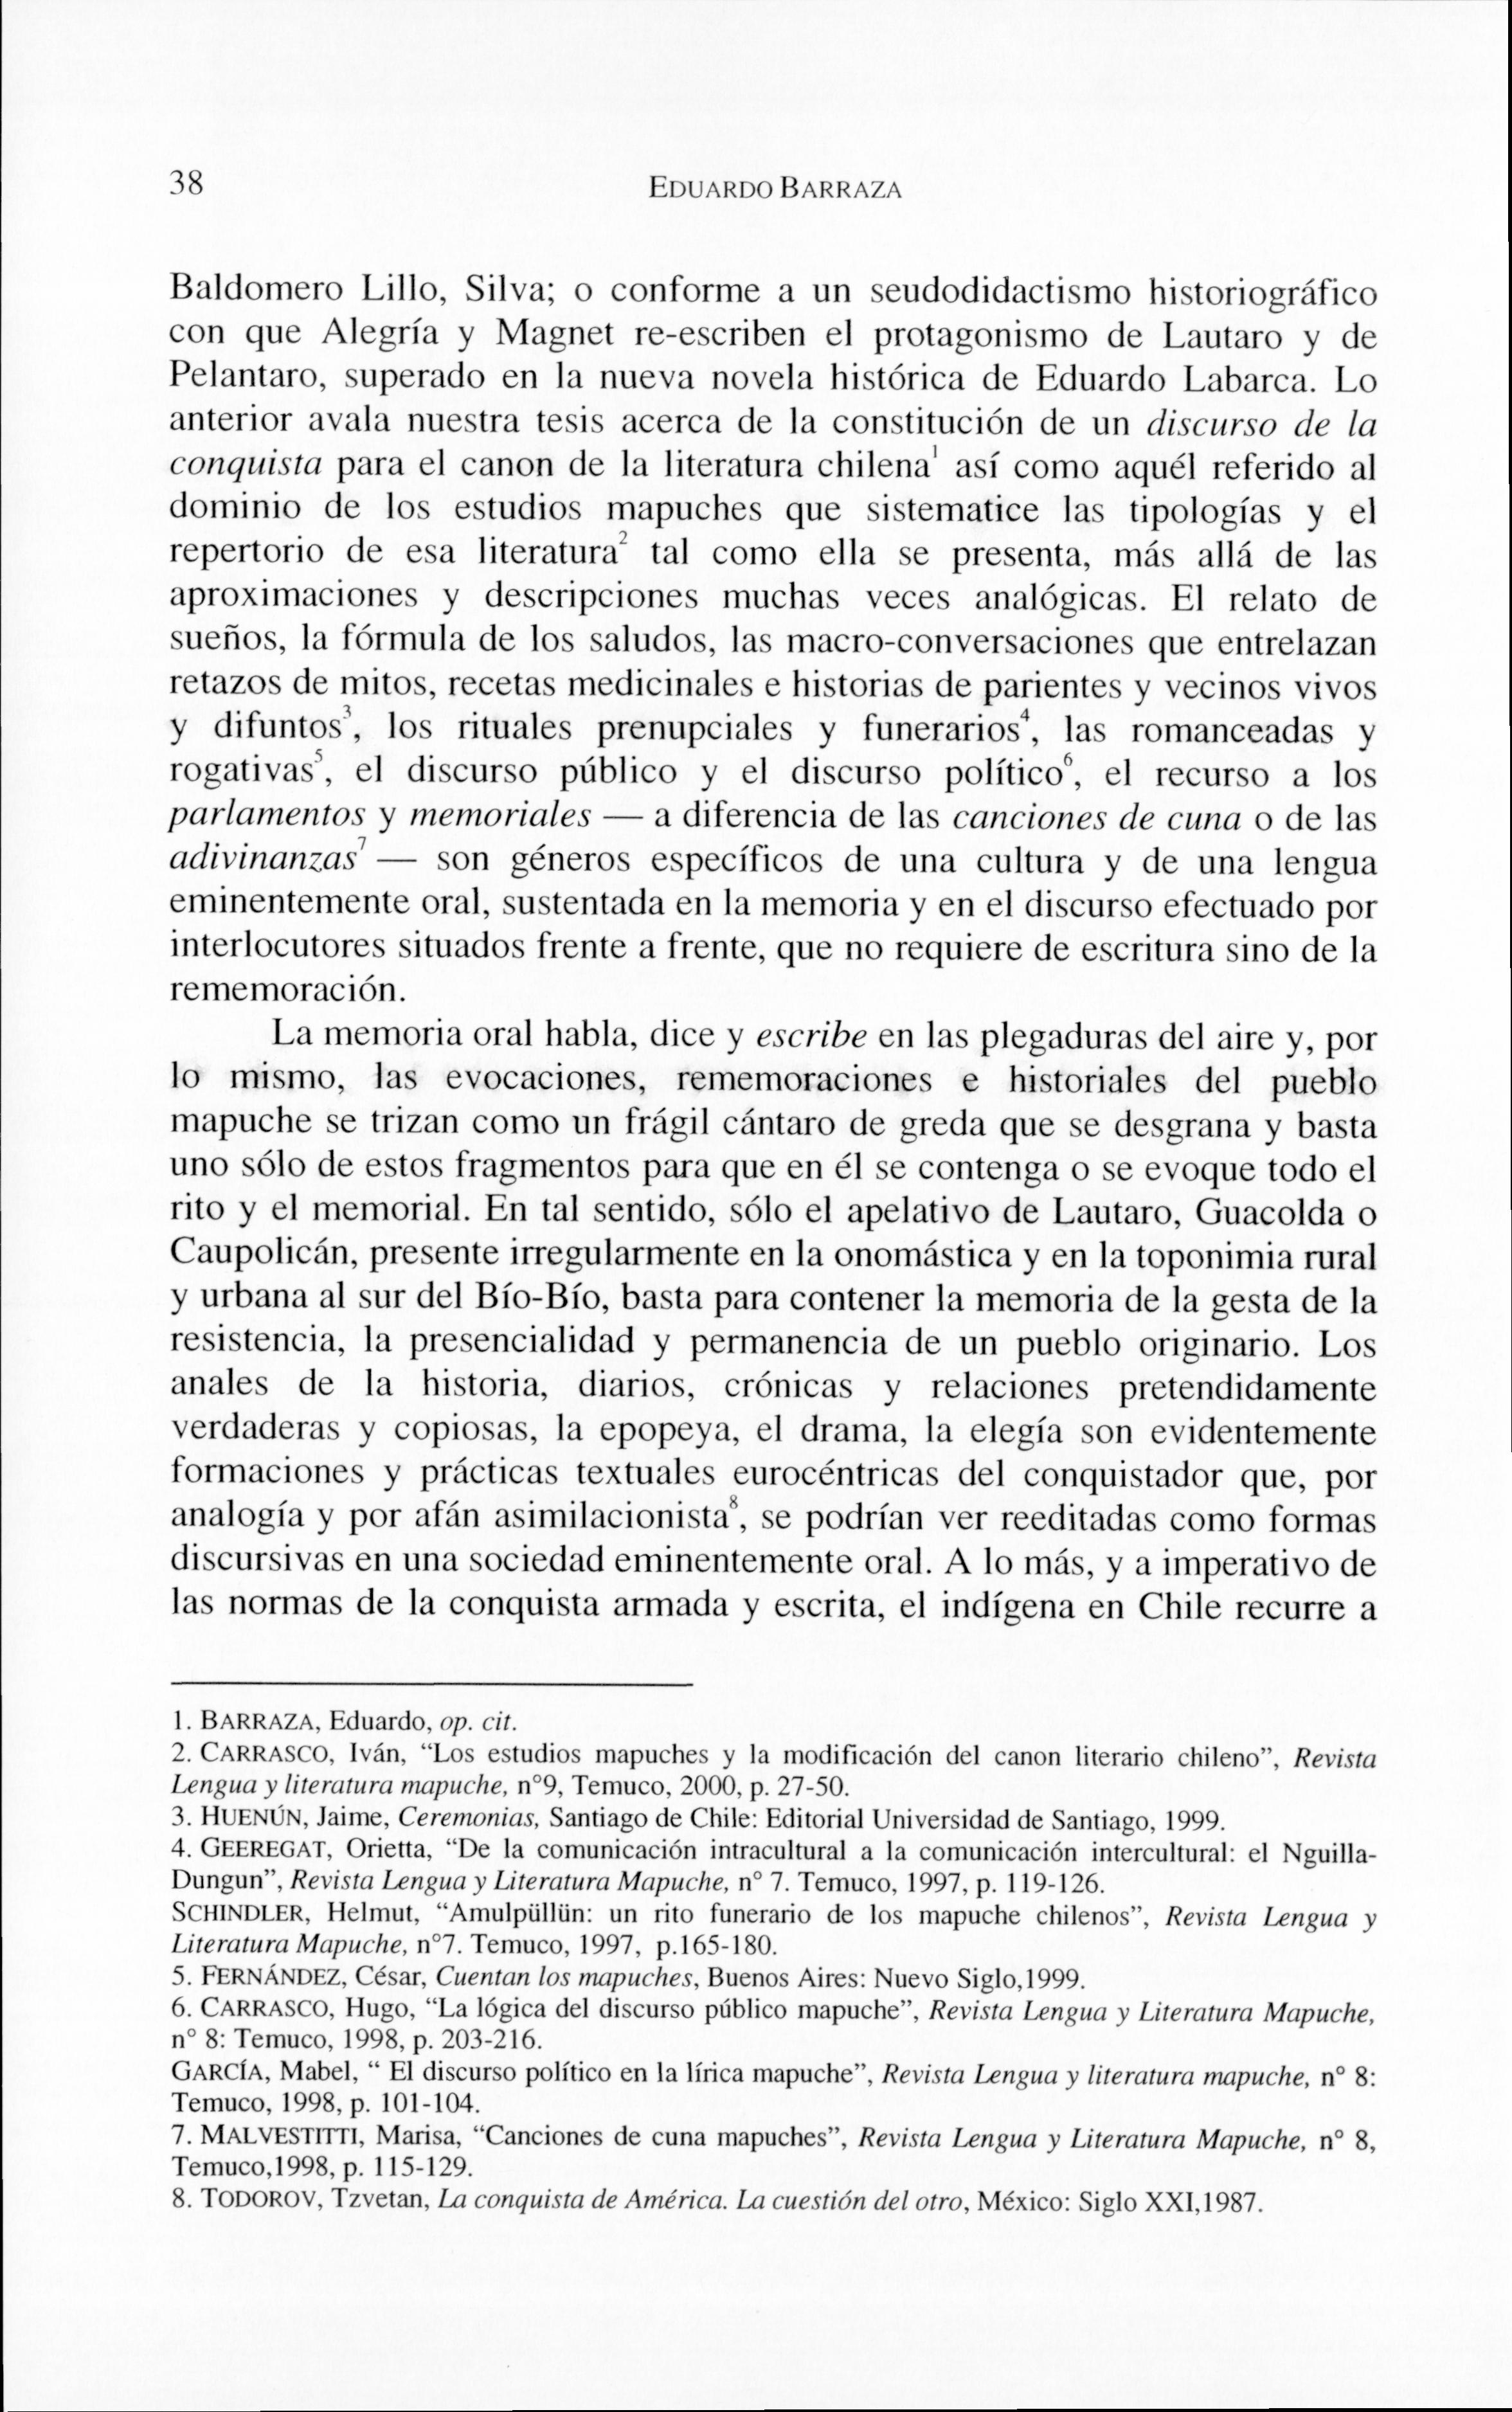 38
EDUARDO BARRAZA
Baldomero Lillo, Silva; o conforme a un seudodidactismo historiográfico
con que Alegría y Magnet re-escriben el protagonismo de Lautaro y de
Pelantaro, superado en la nueva novela histórica de Eduardo Labarca. Lo
anterior avala nuestra tesis acerca de la constitución de un discurso de la
conquista para el canon de la literatura chilena¹ así como aquél referido al
dominio de los estudios mapuches que sistematice las tipologías y el
repertorio de esa literatura² tal como ella se presenta, más allá de las
aproximaciones y descripciones muchas veces analógicas. El relato de
sueños, la fórmula de los saludos, las macro-conversaciones que entrelazan
retazos de mitos, recetas medicinales e historias de parientes y vecinos vivos
y difuntos³, los rituales prenupciales y funerarios⁴, las romanceadas y
rogativas⁵, el discurso público y el discurso político⁶, el recurso a los
parlamentos y memoriales — a diferencia de las canciones de cuna o de las
adivinanzas⁷ — son géneros específicos de una cultura y de una lengua
eminentemente oral, sustentada en la memoria y en el discurso efectuado por
interlocutores situados frente a frente, que no requiere de escritura sino de la
rememoración.
La memoria oral habla, dice y escribe en las plegaduras del aire y, por
lo mismo, las evocaciones, rememoraciones e historiales del pueblo
mapuche se trizan como un frágil cántaro de greda que se desgrana y basta
uno sólo de estos fragmentos para que en él se contenga o se evoque todo el
rito y el memorial. En tal sentido, sólo el apelativo de Lautaro, Guacolda o
Caupolicán, presente irregularmente en la onomástica y en la toponimia rural
y urbana al sur del Bío-Bío, basta para contener la memoria de la gesta de la
resistencia, la presencialidad y permanencia de un pueblo originario. Los
anales de la historia, diarios, crónicas y relaciones pretendidamente
verdaderas y copiosas, la epopeya, el drama, la elegía son evidentemente
formaciones y prácticas textuales eurocéntricas del conquistador que, por
analogía y por afán asimilacionista⁸, se podrían ver reeditadas como formas
discursivas en una sociedad eminentemente oral. A lo más, y a imperativo de
las normas de la conquista armada y escrita, el indígena en Chile recurre a
1. BARRAZA, Eduardo, op. cit.
2. CARRASCO, Iván, “Los estudios mapuches y la modificación del canon literario chileno”, Revista
Lengua y literatura mapuche, n°9, Temuco, 2000, p. 27-50.
3. HUENÚN, Jaime, Ceremonias, Santiago de Chile: Editorial Universidad de Santiago, 1999.
4. GEEREGAT, Orietta, “De la comunicación intracultural a la comunicación intercultural: el Nguilla-
Dungun”, Revista Lengua y Literatura Mapuche, n° 7. Temuco, 1997, p. 119-126.
SCHINDLER, Helmut, “Amulpüllün: un rito funerario de los mapuche chilenos”, Revista Lengua y
Literatura Mapuche, n°7. Temuco, 1997, p.165-180.
5. FERNÁNDEZ, César, Cuentan los mapuches, Buenos Aires: Nuevo Siglo,1999.
6. CARRASCO, Hugo, “La lógica del discurso público mapuche”, Revista Lengua y Literatura Mapuche,
n° 8: Temuco, 1998, p. 203-216.
GARCÍA, Mabel, “ El discurso político en la lírica mapuche”, Revista Lengua y literatura mapuche, n° 8:
Temuco, 1998, p. 101-104.
7. MALVESTITTI, Marisa, “Canciones de cuna mapuches”, Revista Lengua y Literatura Mapuche, n° 8,
Temuco,1998, p. 115-129.
8. TODOROV, Tzvetan, La conquista de América. La cuestión del otro, México: Siglo XXI,1987.